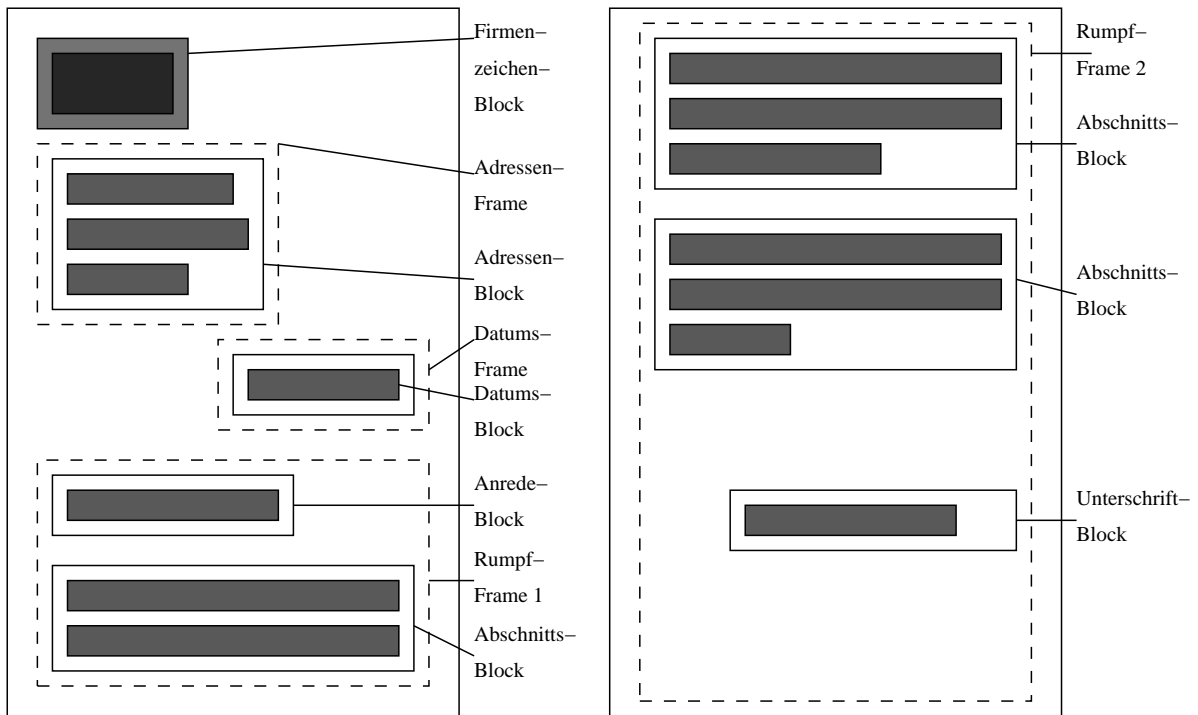 Firmen–
zeichen–
Block
Adressen–
Frame
Adressen–
Block
Datums–
Frame
Datums–
Block
Anrede–
Block
Rumpf–
Frame 1
Abschnitts–
Block
Rumpf–
Frame 2
Abschnitts–
Block
Abschnitts–
Block
Unterschrift–
Block